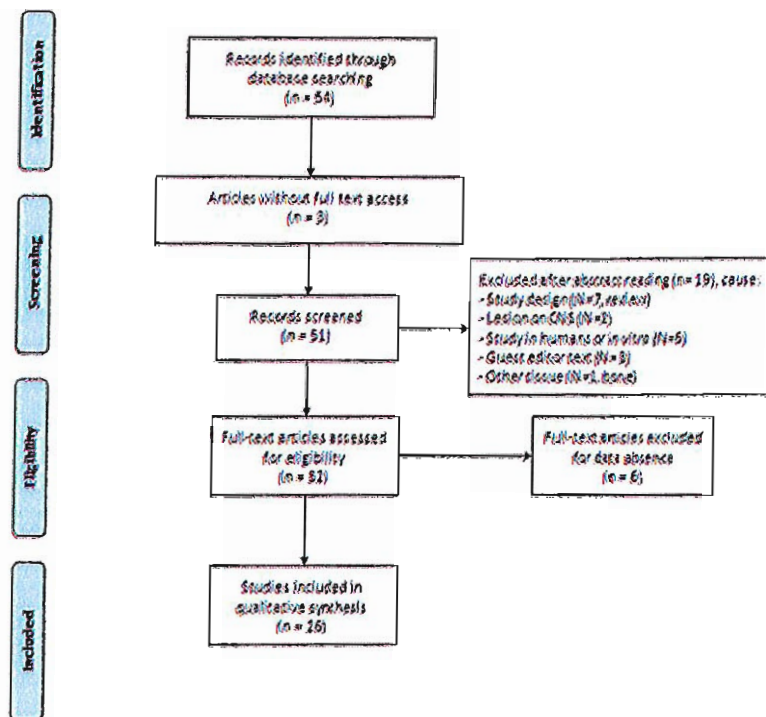 Identification
Records identified through
database searching
(n = 54)
Articles without full text access
(n = 3)
Screening
Records screened
(n = 51)
Excluded after abstract reading (n= 19), cause:
- Study design (N=7, review)
- Lesion on CNS (N=2)
- Study in humans or in vitro (N=6)
- Guest editor text (N = 3)
- Other tissue (N=1, bone)
Eligibility
Full-text articles accessed
for eligibility
(n = 32)
Full-text articles excluded
for data absence
(n = 6)
Included
Studies included in
qualitative synthesis
(n = 26)